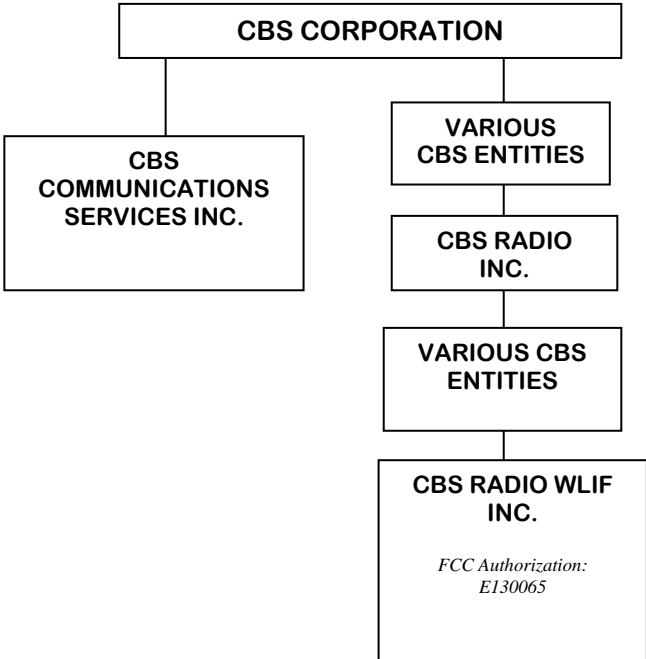 CBS CORPORATION
CBS
COMMUNICATIONS
SERVICES INC.
VARIOUS
CBS ENTITIES
CBS RADIO
INC.
VARIOUS CBS
ENTITIES
CBS RADIO WLIF
INC.
FCC Authorization:
E130065